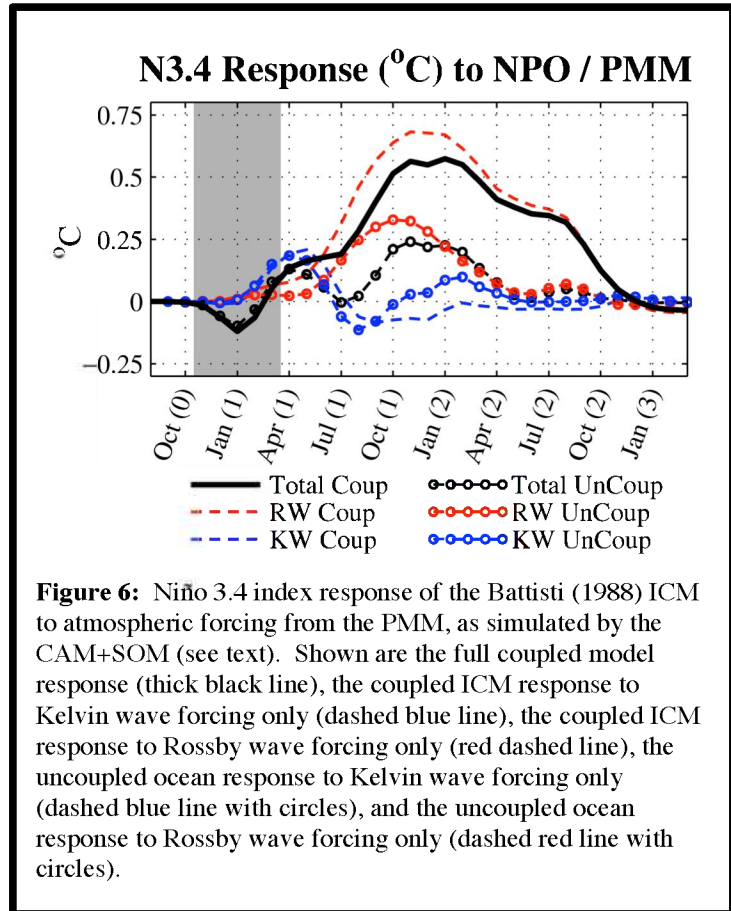 N3.4 Response (°C) to NPO / PMM
0.75
0.5
0.25
0
−0.25
°C
Oct (0)
Jan (1)
Apr (1)
Jul (1)
Oct (1)
Jan (2)
Apr (2)
Jul (2)
Oct (2)
Jan (3)
Total Coup
RW Coup
KW Coup
Total UnCoup
RW UnCoup
KW UnCoup
Figure 6: Nino 3.4 index response of the Battisti (1988) ICM
to atmospheric forcing from the PMM, as simulated by the
CAM+SOM (see text). Shown are the full coupled model
response (thick black line), the coupled ICM response to
Kelvin wave forcing only (dashed blue line), the coupled ICM
response to Rossby wave forcing only (red dashed line), the
uncoupled ocean response to Kelvin wave forcing only
(dashed blue line with circles), and the uncoupled ocean
response to Rossby wave forcing only (dashed red line with
circles).